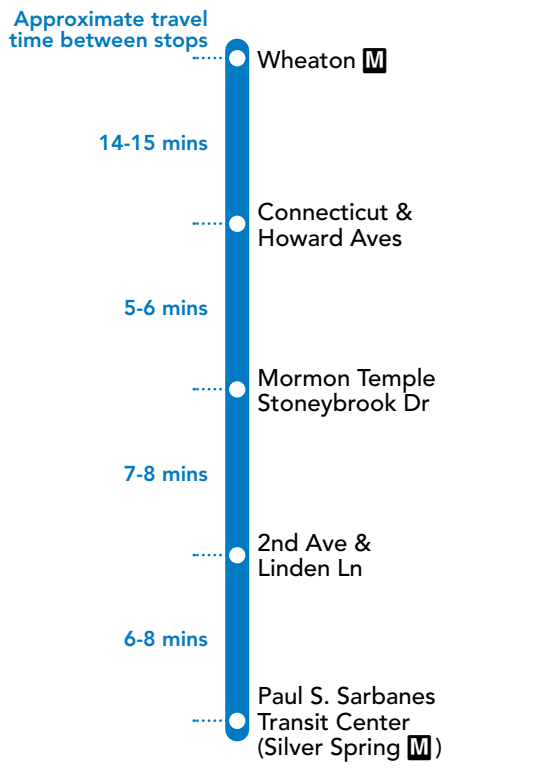 Approximate travel
time between stops
Wheaton M
14-15 mins
Connecticut &
Howard Aves
5-6 mins
Mormon Temple
Stoneybrook Dr
7-8 mins
2nd Ave &
Linden Ln
6-8 mins
Paul S. Sarbanes
Transit Center
(Silver Spring M)